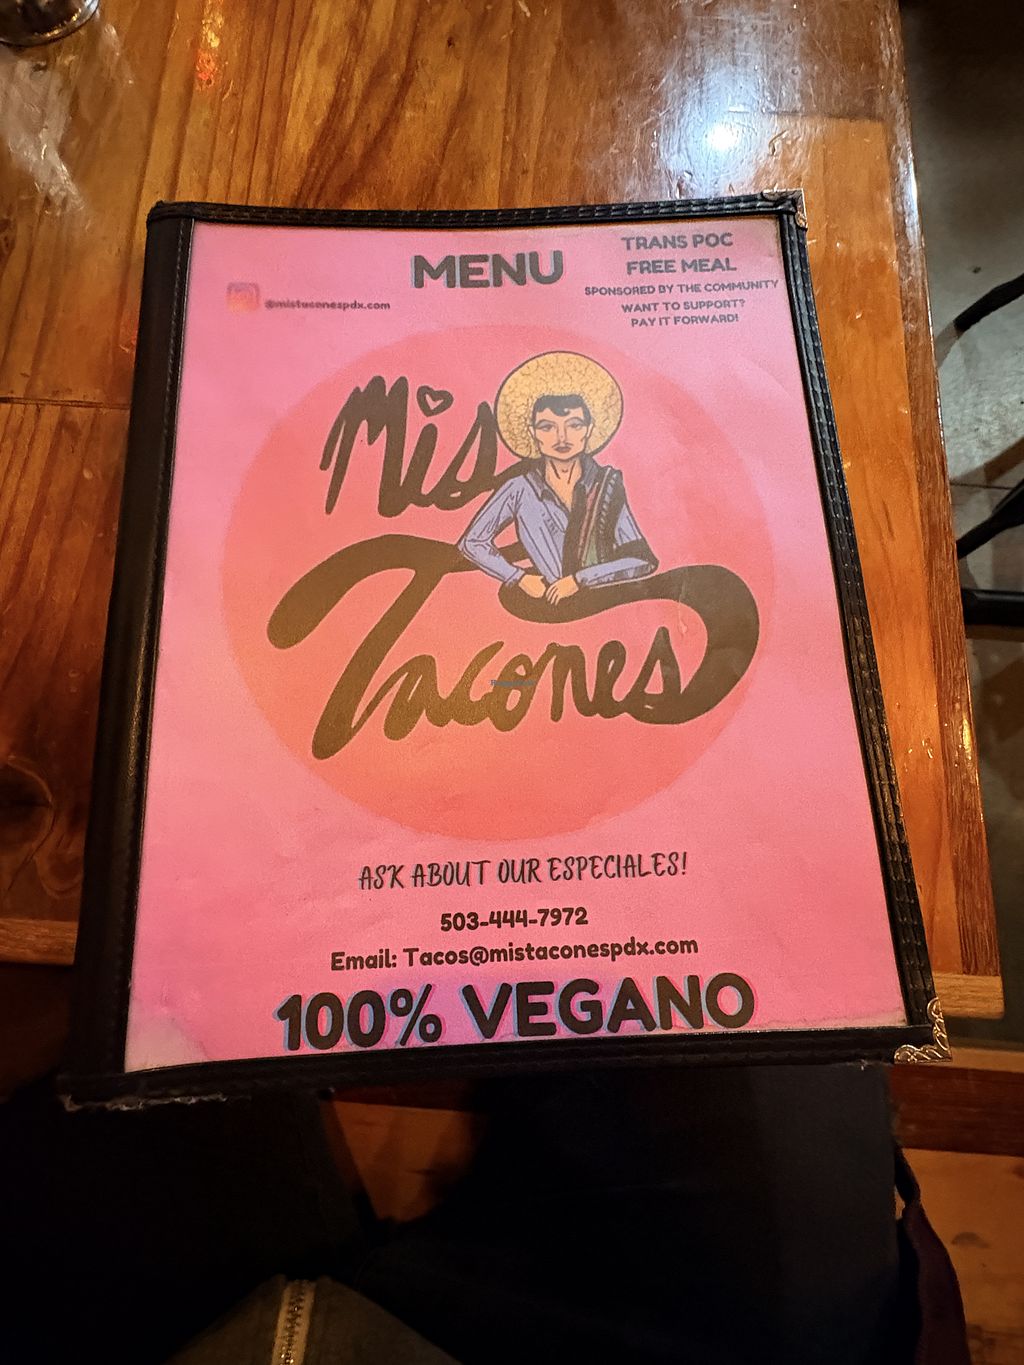 MENU
@mistaconespdx.com
TRANS POC
FREE MEAL
SPONSORED BY THE COMMUNITY
WANT TO SUPPORT?
PAY IT FORWARD!
Mis
Tacones
ASK ABOUT OUR ESPECIALES!
503-444-7972
Email: Tacos@mistaconespdx.com
100% VEGANO